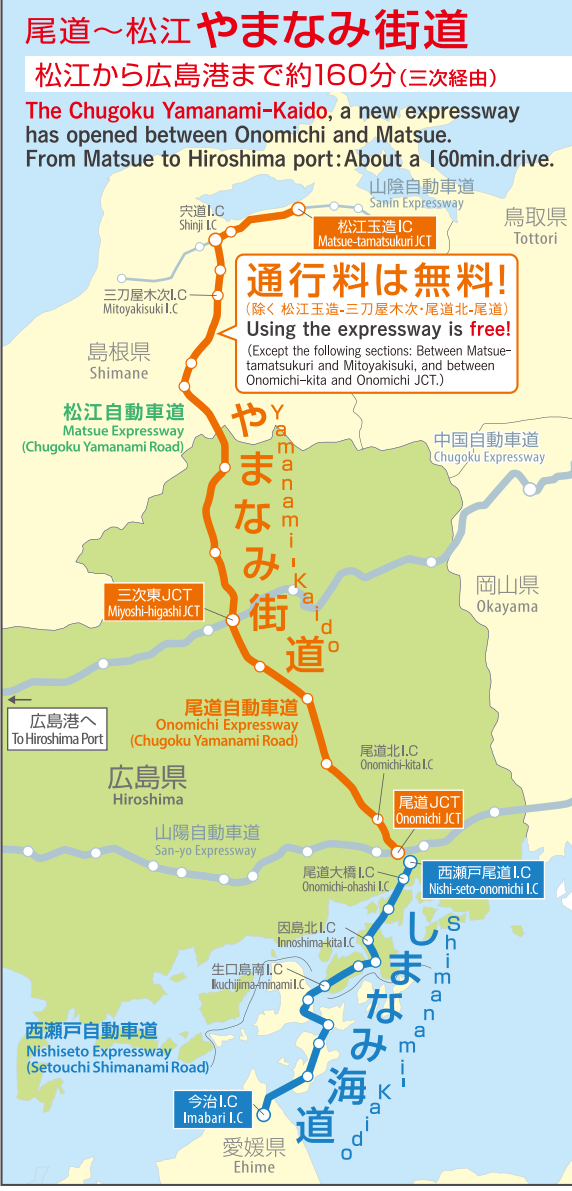 尾道～松江 やまなみ街道
松江から広島港まで約160分(三次経由)
The Chugoku Yamanami-Kaido, a new expressway
has opened between Onomichi and Matsue.
From Matsue to Hiroshima port:About a 160min.drive.
山陰自動車道
Sanin Expressway
宍道I.C
Shinji I.C
松江玉造IC
Matsue-tamatsukuri JCT
鳥取県
Tottori
通行料は無料!
(除く 松江玉造-三刀屋木次・尾道北-尾道)
Using the expressway is free!
(Except the following sections: Between Matsue-
tamatsukuri and Mitoyakisuki, and between
Onomichi-kita and Onomichi JCT.)
三刀屋木次I.C
Mitoyakisuki I.C
島根県
Shimane
松江自動車道
Matsue Expressway
(Chugoku Yamanami Road)
やまなみ街道
Yamanami-Kaido
中国自動車道
Chugoku Expressway
岡山県
Okayama
三次東JCT
Miyoshi-higashi JCT
広島港へ
To Hiroshima Port
尾道自動車道
Onomichi Expressway
(Chugoku Yamanami Road)
尾道北I.C
Onomichi-kita I.C
広島県
Hiroshima
尾道JCT
Onomichi JCT
山陽自動車道
San-yo Expressway
尾道大橋I.C
Onomichi-ohashi I.C
西瀬戸尾道I.C
Nishi-seto-onomichi I.C
因島北I.C
Innoshima-kita I.C
しまなみ海道
Shimanami-Kaido
生口島南I.C
Ikuchijima-minami I.C
西瀬戸自動車道
Nishiseto Expressway
(Setouchi Shimanami Road)
今治I.C
Imabari I.C
愛媛県
Ehime